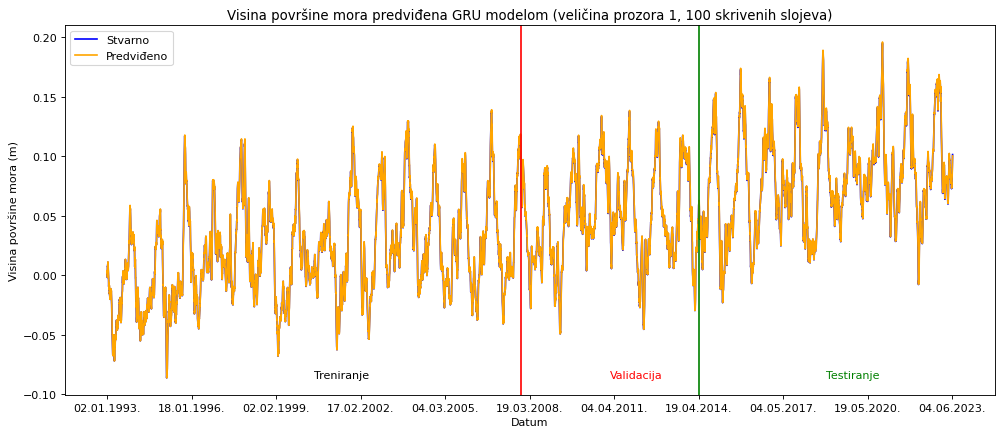 Visina površine mora predviđena GRU modelom (veličina prozora 1, 100 skrivenih slojeva)
Stvarno
Predviđeno
Visina površine mora (m)
0.20
0.15
0.10
0.05
0.00
−0.05
−0.10
Treniranje
Validacija
Testiranje
02.01.1993.
18.01.1996.
02.02.1999.
17.02.2002.
04.03.2005.
19.03.2008.
04.04.2011.
19.04.2014.
04.05.2017.
19.05.2020.
04.06.2023.
Datum